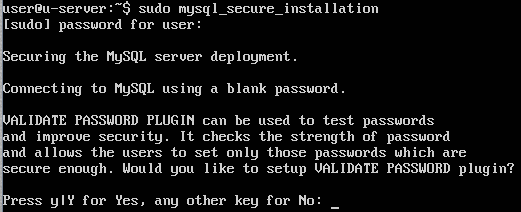 user@u-server:~$ sudo mysql_secure_installation
[sudo] password for user:
Securing the MySQL server deployment.
Connecting to MySQL using a blank password.
VALIDATE PASSWORD PLUGIN can be used to test passwords
and improve security. It checks the strength of password
and allows the users to set only those passwords which are
secure enough. Would you like to setup VALIDATE PASSWORD plugin?
Press y|Y for Yes, any other key for No: _